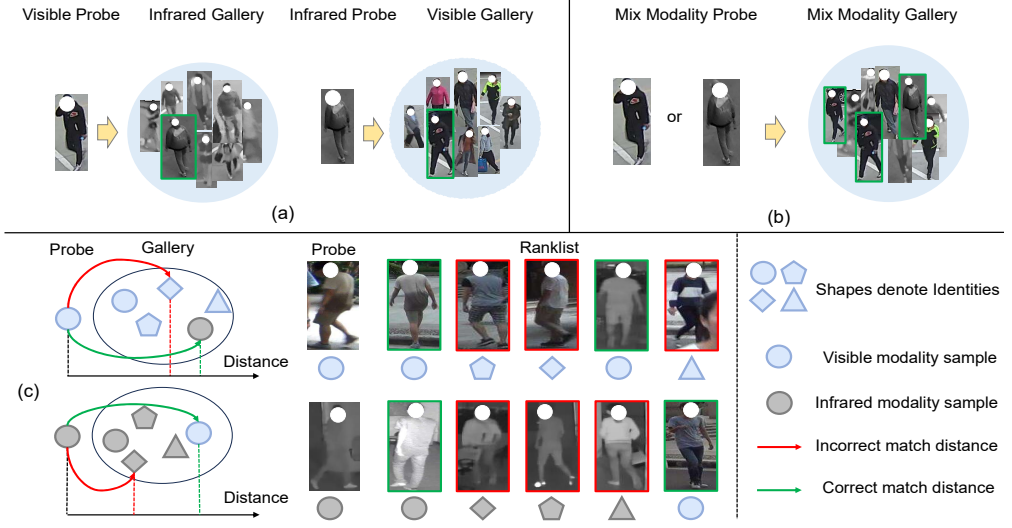 Visible Probe
Infrared Gallery
Infrared Probe
Visible Gallery
Mix Modality Probe
Mix Modality Gallery
or
(a)
(b)
Probe
Gallery
Distance
(c)
Distance
Probe
Ranklist
Shapes denote Identities
Visible modality sample
Infrared modality sample
Incorrect match distance
Correct match distance